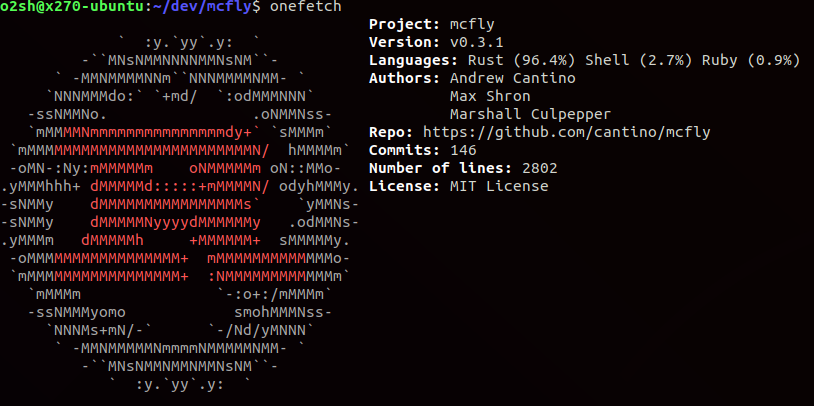 o2sh@x270-ubuntu:~/dev/mcfly$ onefetch
Project: mcfly
Version: v0.3.1
Languages: Rust (96.4%) Shell (2.7%) Ruby (0.9%)
Authors: Andrew Cantino
Max Shron
Marshall Culpepper
Repo: https://github.com/cantino/mcfly
Commits: 146
Number of lines: 2802
License: MIT License